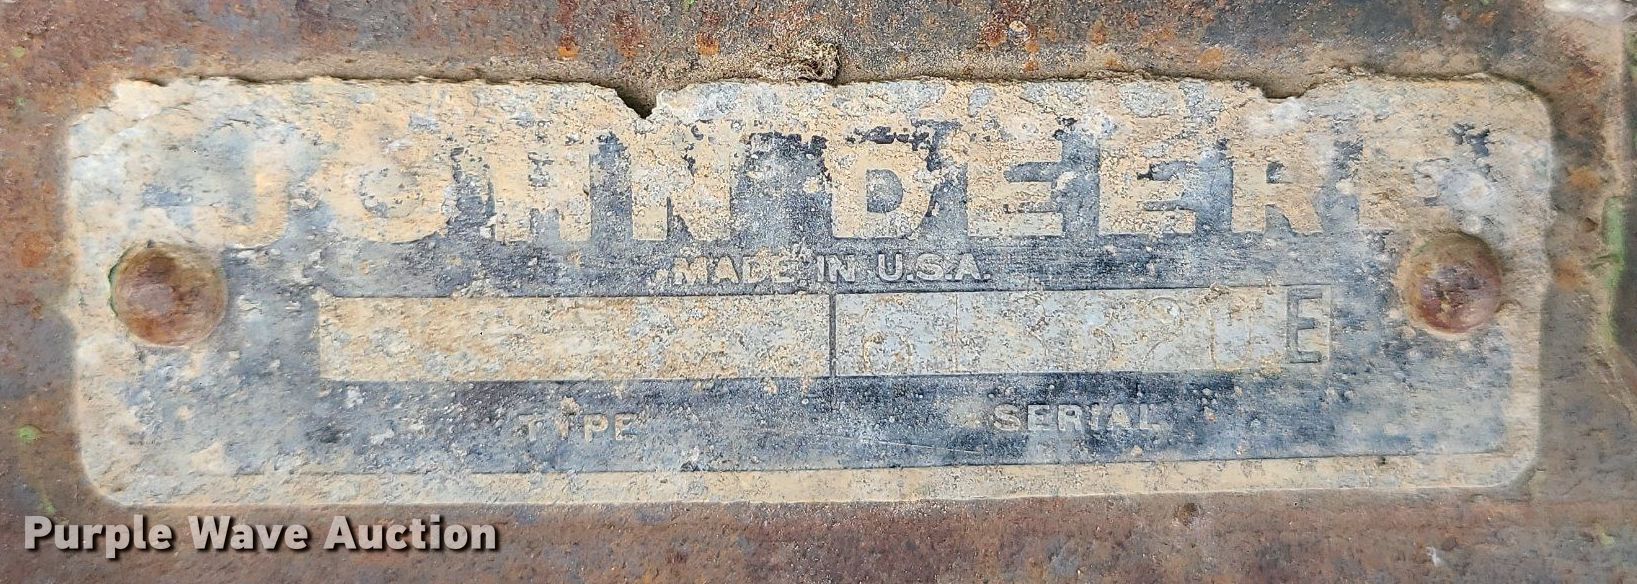 JOHN DEERE
MADE IN U.S.A.
E
TYPE SERIAL
Purple Wave Auction